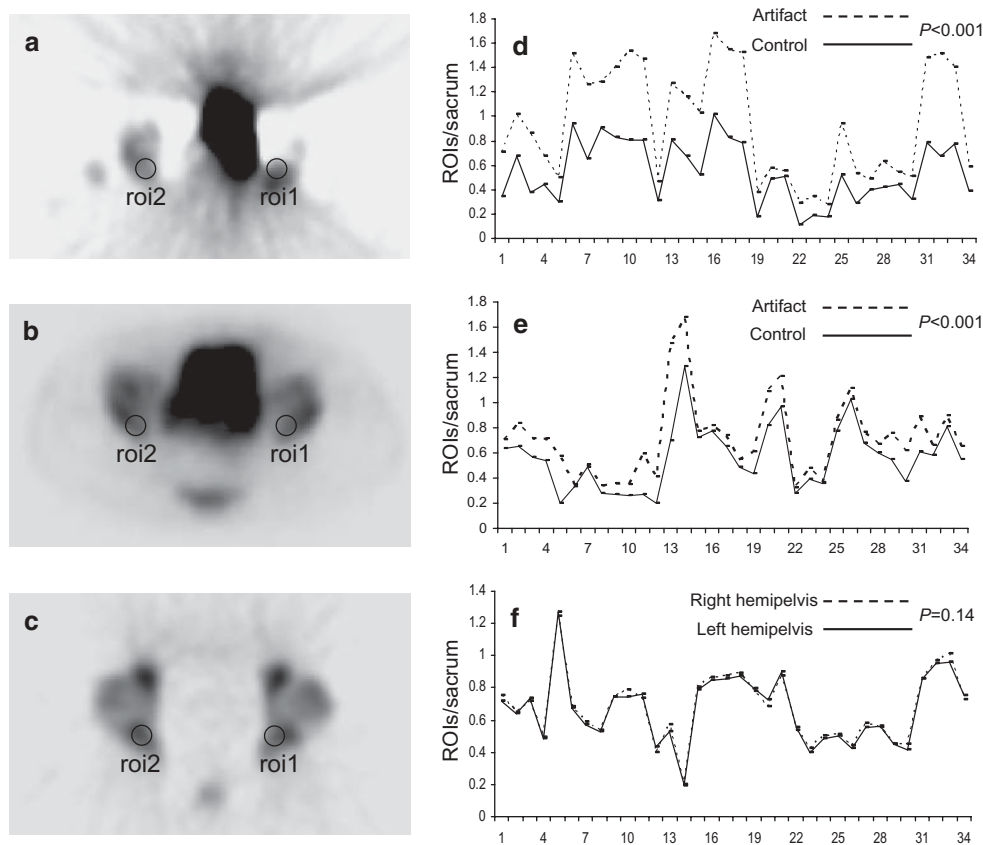 a
roi2
roi1
b
roi2
roi1
c
roi2
roi1
d
Artifact
Control
P<0.001
ROIs/sacrum
1.8
1.6
1.4
1.2
1
0.8
0.6
0.4
0.2
0
1 4 7 10 13 16 19 22 25 28 31 34
e
Artifact
Control
P<0.001
ROIs/sacrum
1.8
1.6
1.4
1.2
1
0.8
0.6
0.4
0.2
0
1 4 7 10 13 16 19 22 25 28 31 34
f
Right hemipelvis
Left hemipelvis
P=0.14
ROIs/sacrum
1.4
1.2
1
0.8
0.6
0.4
0.2
0
1 4 7 10 13 16 19 22 25 28 31 34